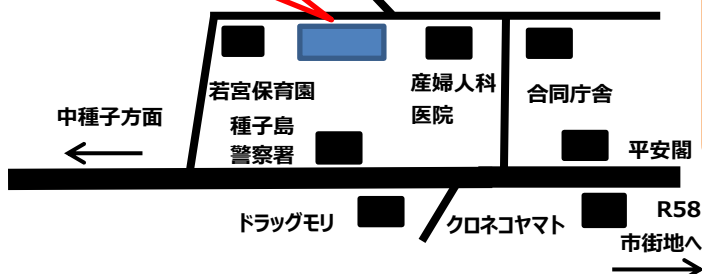 若宮保育園
産婦人科
医院
合同庁舎
中種子方面
種子島
警察署
平安閣
ドラッグモリ
クロネコヤマト
R58
市街地へ